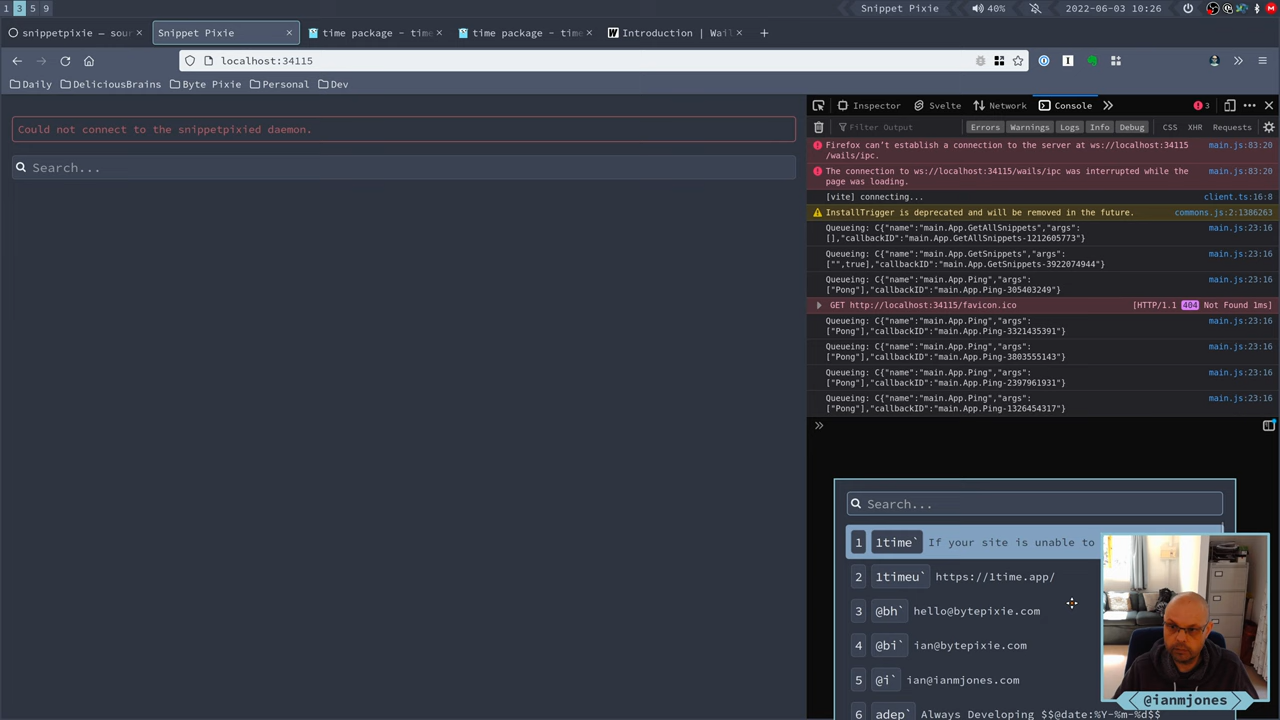 1 3 5 9
Snippet Pixie
40%
2022-06-03 10:26
snippetpixie — sour
Snippet Pixie
time package - time
time package - time
Introduction | Wail
localhost:34115
Daily
DeliciousBrains
Byte Pixie
Personal
Dev
Could not connect to the snippetpixied daemon.
Search...
Inspector
Svelte
Network
Console
3
Filter Output
Errors
Warnings
Logs
Info
Debug
CSS
XHR
Requests
Firefox can't establish a connection to the server at ws://localhost:34115 main.js:83:20
/wails/ipc.
The connection to ws://localhost:34115/wails/ipc was interrupted while the main.js:83:20
page was loading.
[vite] connecting... client.ts:16:8
InstallTrigger is deprecated and will be removed in the future. commons.js:2:1386263
Queueing: C{"name":"main.App.GetAllSnippets","args": main.js:23:16
[],"callbackID":"main.App.GetAllSnippets-1212605773"}
Queueing: C{"name":"main.App.GetSnippets","args": main.js:23:16
["",true],"callbackID":"main.App.GetSnippets-3922074944"}
Queueing: C{"name":"main.App.Ping","args": main.js:23:16
["Pong"],"callbackID":"main.App.Ping-305403249"}
GET http://localhost:34115/favicon.ico [HTTP/1.1 404 Not Found 1ms]
Queueing: C{"name":"main.App.Ping","args": main.js:23:16
["Pong"],"callbackID":"main.App.Ping-3321435391"}
Queueing: C{"name":"main.App.Ping","args": main.js:23:16
["Pong"],"callbackID":"main.App.Ping-3803555143"}
Queueing: C{"name":"main.App.Ping","args": main.js:23:16
["Pong"],"callbackID":"main.App.Ping-2397961931"}
Queueing: C{"name":"main.App.Ping","args": main.js:23:16
["Pong"],"callbackID":"main.App.Ping-1326454317"}
Search...
1 1time` If your site is unable to
2 1timeu` https://1time.app/
3 @bh` hello@bytepixie.com
4 @bi` ian@bytepixie.com
5 @i` ian@ianmjones.com
6 adep` Always Developing $$@date:%Y-%m-%d$$
@ianmjones